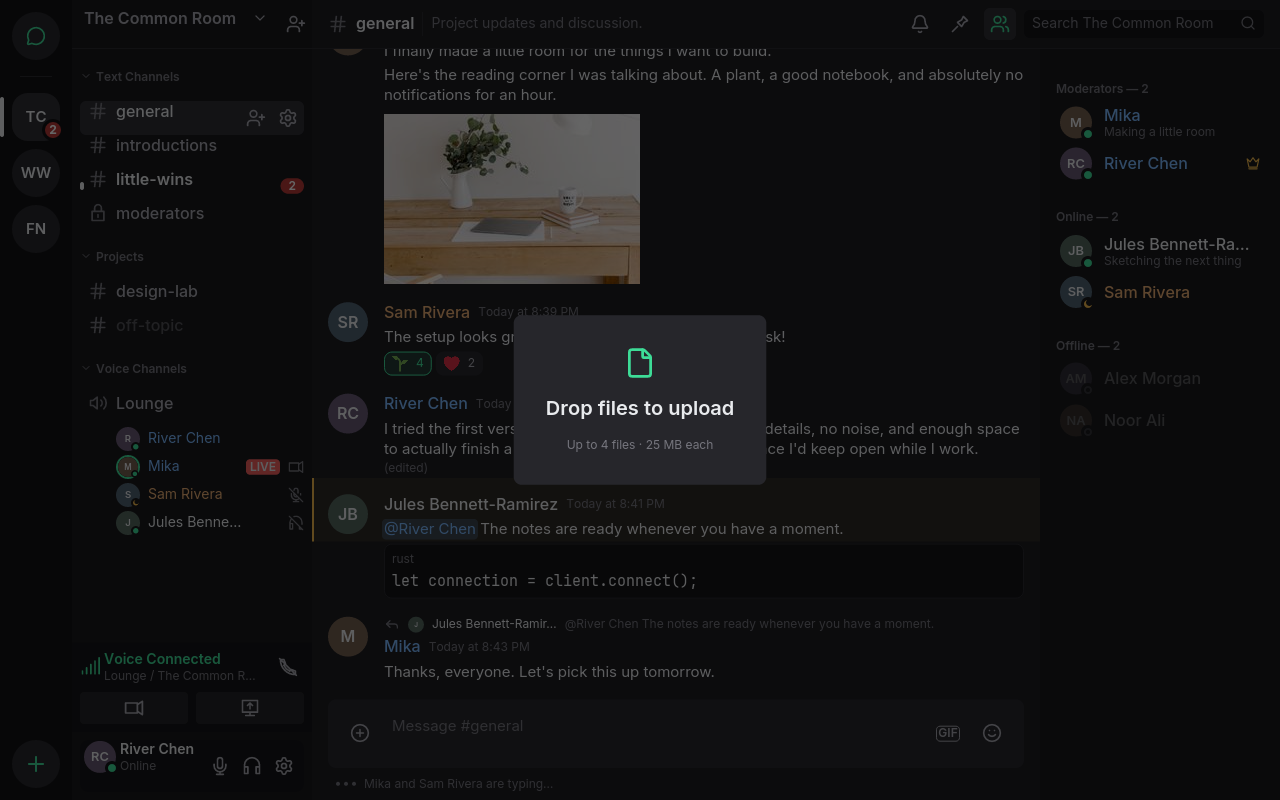 The Common Room
# general
Project updates and discussion.
Search The Common Room
TC
2
WW
FN
Text Channels
# general
# introductions
# little-wins
2
moderators
Projects
# design-lab
# off-topic
Voice Channels
Lounge
R
River Chen
M
Mika
LIVE
S
Sam Rivera
J
Jules Benne...
Voice Connected
Lounge / The Common R...
RC
River Chen
Online
I finally made a little room for the things I want to build.
Here's the reading corner I was talking about. A plant, a good notebook, and absolutely no
notifications for an hour.
SR
Sam Rivera Today at 8:39 PM
The setup looks gr
sk!
4
2
RC
River Chen Today
I tried the first vers
details, no noise, and enough space
to actually finish a
ce I'd keep open while I work.
(edited)
Drop files to upload
Up to 4 files · 25 MB each
JB
Jules Bennett-Ramirez Today at 8:41 PM
@River Chen The notes are ready whenever you have a moment.
rust
let connection = client.connect();
J
Jules Bennett-Ramir... @River Chen The notes are ready whenever you have a moment.
M
Mika Today at 8:43 PM
Thanks, everyone. Let's pick this up tomorrow.
Message #general
GIF
Mika and Sam Rivera are typing...
Moderators — 2
M
Mika
Making a little room
RC
River Chen
Online — 2
JB
Jules Bennett-Ra...
Sketching the next thing
SR
Sam Rivera
Offline — 2
AM
Alex Morgan
NA
Noor Ali